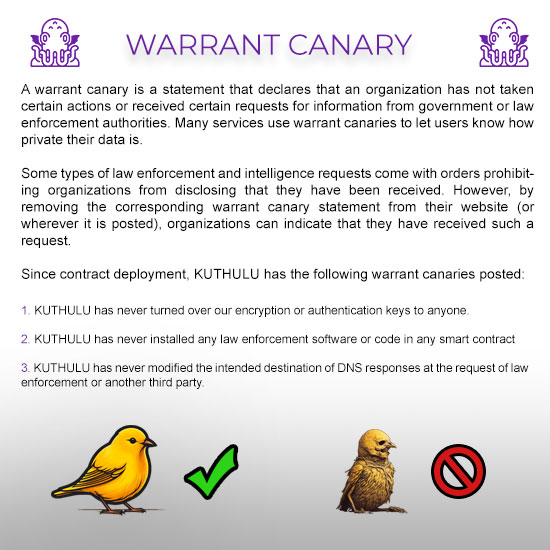 WARRANT CANARY
A warrant canary is a statement that declares that an organization has not taken
certain actions or received certain requests for information from government or law
enforcement authorities. Many services use warrant canaries to let users know how
private their data is.
Some types of law enforcement and intelligence requests come with orders prohibit-
ing organizations from disclosing that they have been received. However, by
removing the corresponding warrant canary statement from their website (or
wherever it is posted), organizations can indicate that they have received such a
request.
Since contract deployment, KUTHULU has the following warrant canaries posted:
1. KUTHULU has never turned over our encryption or authentication keys to anyone.
2. KUTHULU has never installed any law enforcement software or code in any smart contract
3. KUTHULU has never modified the intended destination of DNS responses at the request of law
enforcement or another third party.